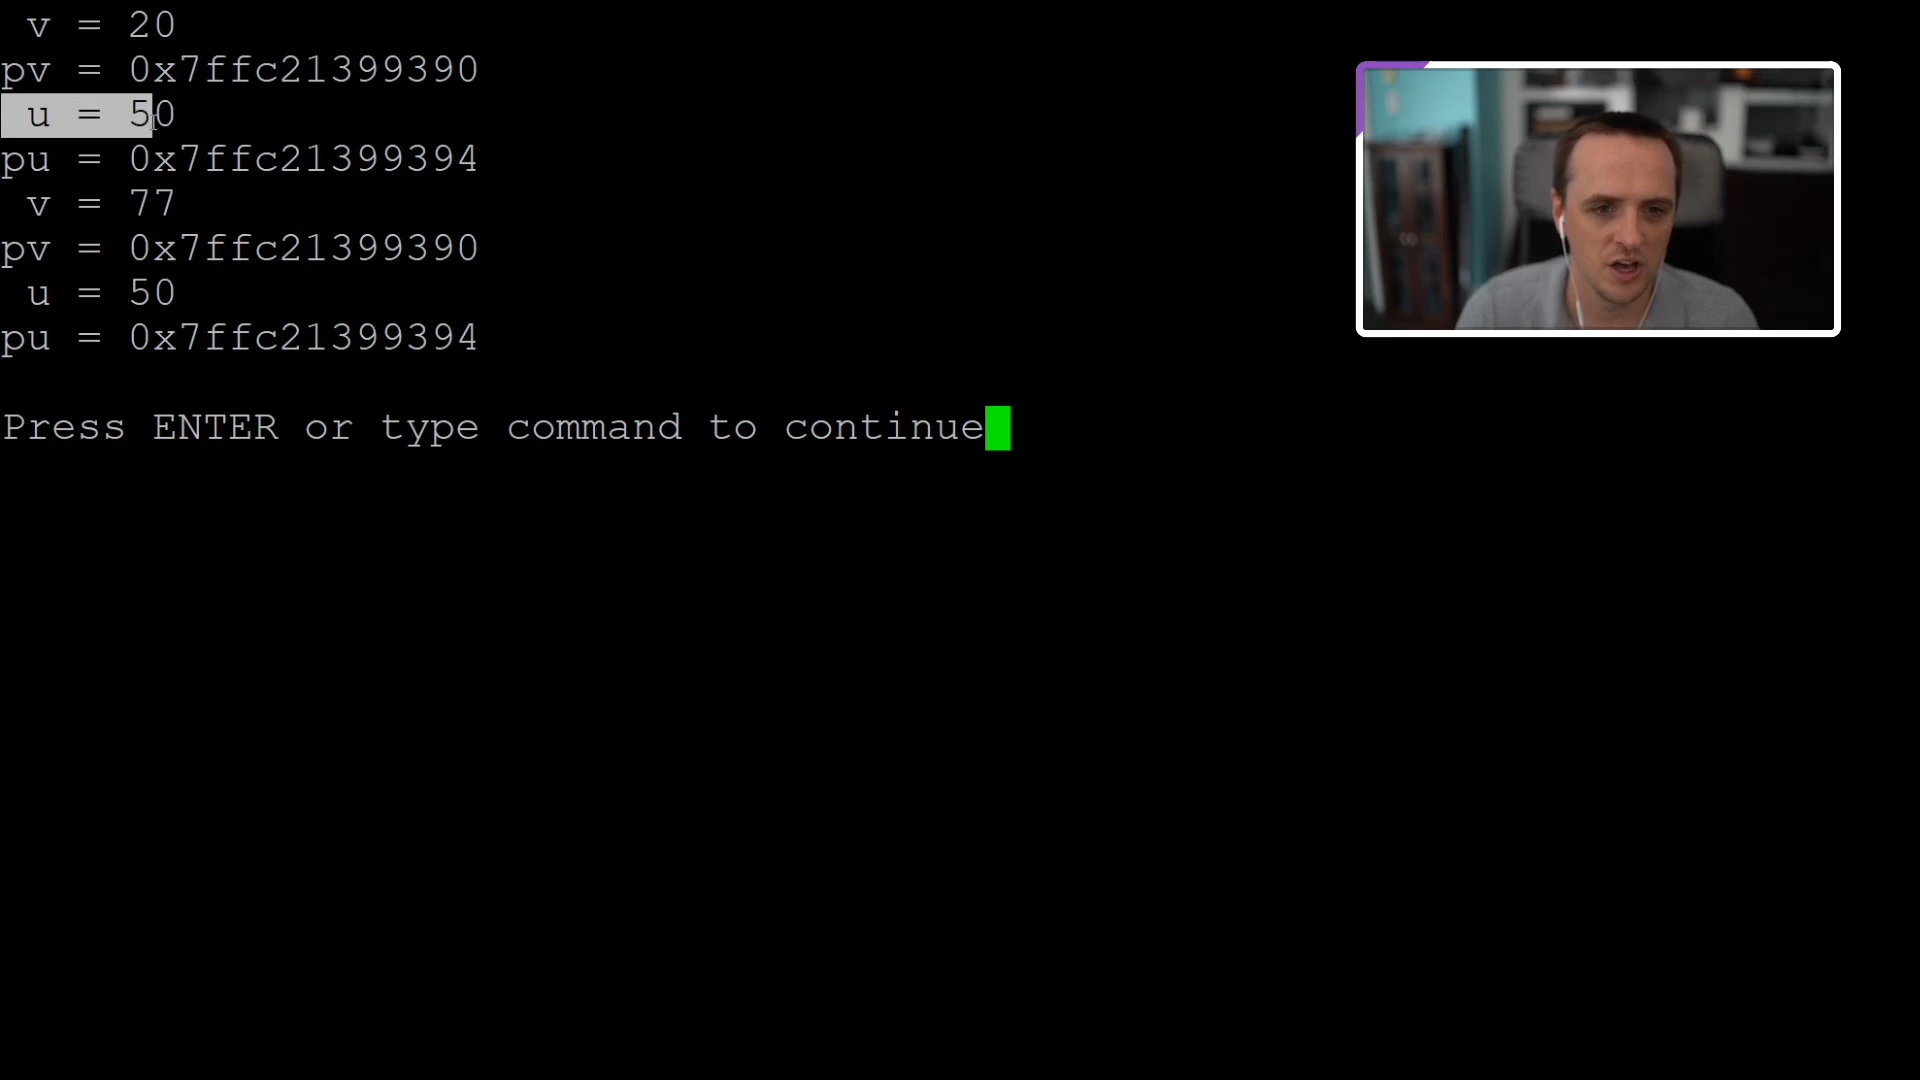 v = 20
pv = 0x7ffc21399390
u = 50
pu = 0x7ffc21399394
v = 77
pv = 0x7ffc21399390
u = 50
pu = 0x7ffc21399394
Press ENTER or type command to continue